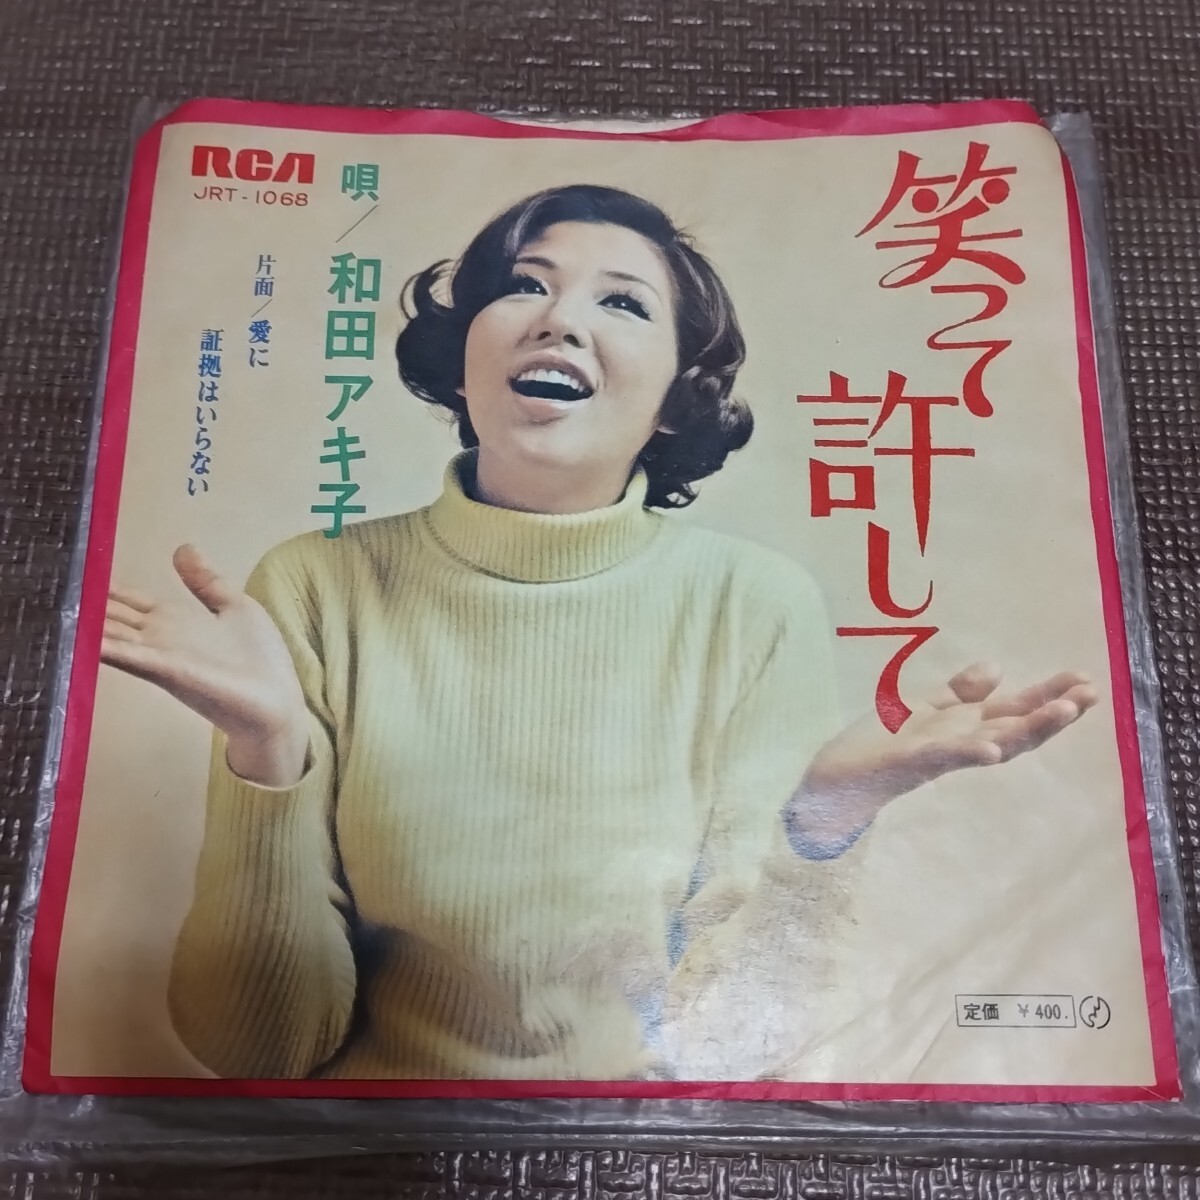 笑って
許して
RCA
JRT-1068
唄／和田アキ子
片面／愛に
証拠はいらない
定価 ￥400.